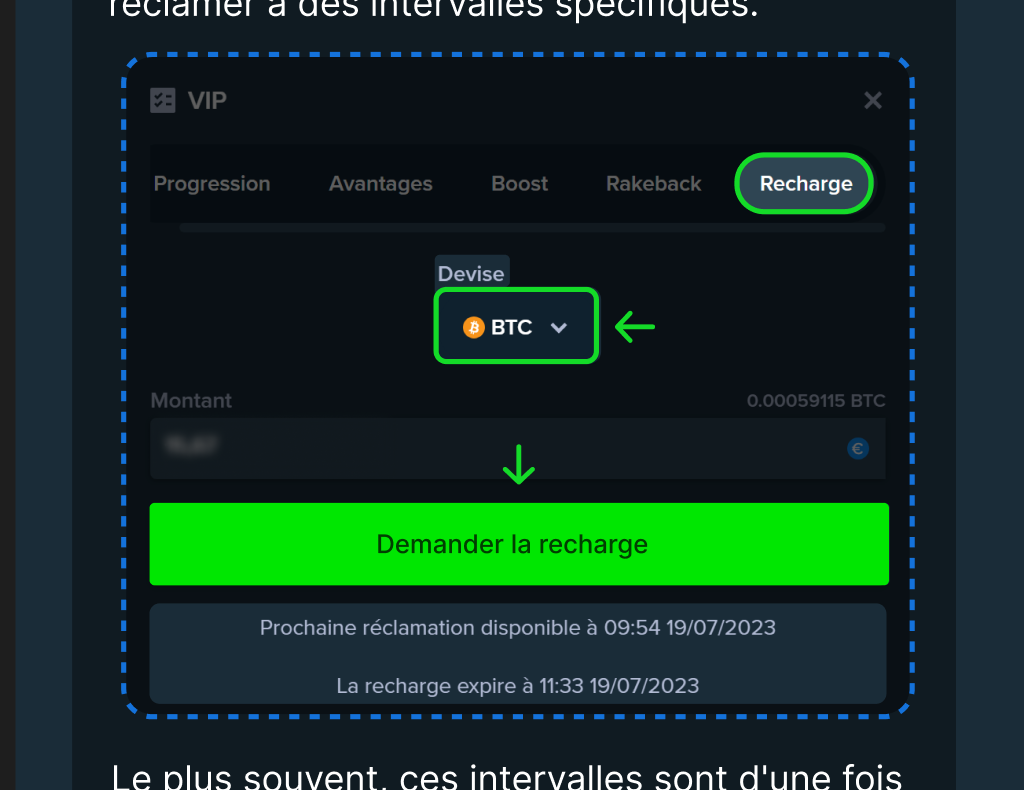 réclamer à des intervalles spécifiques.
VIP
Progression Avantages Boost Rakeback Recharge
Devise
BTC
Montant 0.00059115 BTC
€
Demander la recharge
Prochaine réclamation disponible à 09:54 19/07/2023
La recharge expire à 11:33 19/07/2023
Le plus souvent, ces intervalles sont d'une fois